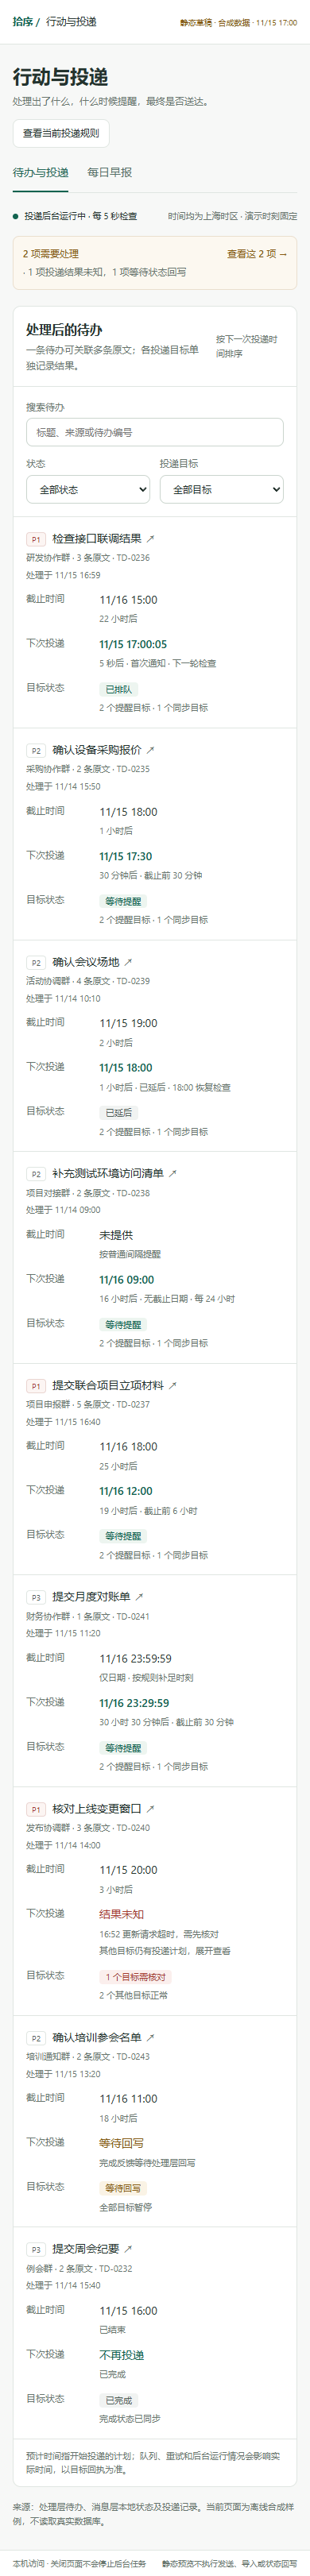 拾序 / 行动与投递
静态草稿 · 合成数据 · 11/15 17:00
行动与投递
处理出了什么，什么时候提醒，最终是否送达。
查看当前投递规则
待办与投递
每日早报
投递后台运行中 · 每 5 秒检查
时间均为上海时区 · 演示时刻固定
2 项需要处理
查看这 2 项 →
· 1 项投递结果未知，1 项等待状态回写
处理后的待办
一条待办可关联多条原文；各投递目标单
独记录结果。
按下一次投递时
间排序
搜索待办
标题、来源或待办编号
状态
投递目标
全部状态
全部目标
P1 检查接口联调结果 ↗
研发协作群 · 3 条原文 · TD-0236
处理于 11/15 16:59
截止时间
11/16 15:00
22 小时后
下次投递
11/15 17:00:05
5 秒后 · 首次通知 · 下一轮检查
目标状态
已排队
2 个提醒目标 · 1 个同步目标
P2 确认设备采购报价 ↗
采购协作群 · 2 条原文 · TD-0235
处理于 11/14 15:50
截止时间
11/15 18:00
1 小时后
下次投递
11/15 17:30
30 分钟后 · 截止前 30 分钟
目标状态
等待提醒
2 个提醒目标 · 1 个同步目标
P2 确认会议场地 ↗
活动协调群 · 4 条原文 · TD-0239
处理于 11/14 10:10
截止时间
11/15 19:00
2 小时后
下次投递
11/15 18:00
1 小时后 · 已延后 · 18:00 恢复检查
目标状态
已延后
2 个提醒目标 · 1 个同步目标
P2 补充测试环境访问清单 ↗
项目对接群 · 2 条原文 · TD-0238
处理于 11/14 09:00
截止时间
未提供
按普通间隔提醒
下次投递
11/16 09:00
16 小时后 · 无截止日期 · 每 24 小时
目标状态
等待提醒
2 个提醒目标 · 1 个同步目标
P1 提交联合项目立项材料 ↗
项目申报群 · 5 条原文 · TD-0237
处理于 11/15 16:40
截止时间
11/16 18:00
25 小时后
下次投递
11/16 12:00
19 小时后 · 截止前 6 小时
目标状态
等待提醒
2 个提醒目标 · 1 个同步目标
P3 提交月度对账单 ↗
财务协作群 · 1 条原文 · TD-0241
处理于 11/15 11:20
截止时间
11/16 23:59:59
仅日期 · 按规则补足时刻
下次投递
11/16 23:29:59
30 小时 30 分钟后 · 截止前 30 分钟
目标状态
等待提醒
2 个提醒目标 · 1 个同步目标
P1 核对上线变更窗口 ↗
发布协调群 · 3 条原文 · TD-0240
处理于 11/14 14:00
截止时间
11/15 20:00
3 小时后
下次投递
结果未知
16:52 更新请求超时，需先核对
其他目标仍有投递计划，展开查看
目标状态
1 个目标需核对
2 个其他目标正常
P2 确认培训参会名单 ↗
培训通知群 · 2 条原文 · TD-0243
处理于 11/15 13:20
截止时间
11/16 11:00
18 小时后
下次投递
等待回写
完成反馈等待处理层回写
目标状态
等待回写
全部目标暂停
P3 提交周会纪要 ↗
例会群 · 2 条原文 · TD-0232
处理于 11/14 15:40
截止时间
11/15 16:00
已结束
下次投递
不再投递
已完成
目标状态
已完成
完成状态已同步
预计时间指开始投递的计划；队列、重试和后台运行情况会影响实
际时间，以目标回执为准。
来源：处理层待办、消息层本地状态及投递记录。当前页面为离线合成样
例，不读取真实数据库。
本机访问 · 关闭页面不会停止后台任务
静态预览不执行发送、导入或状态回写